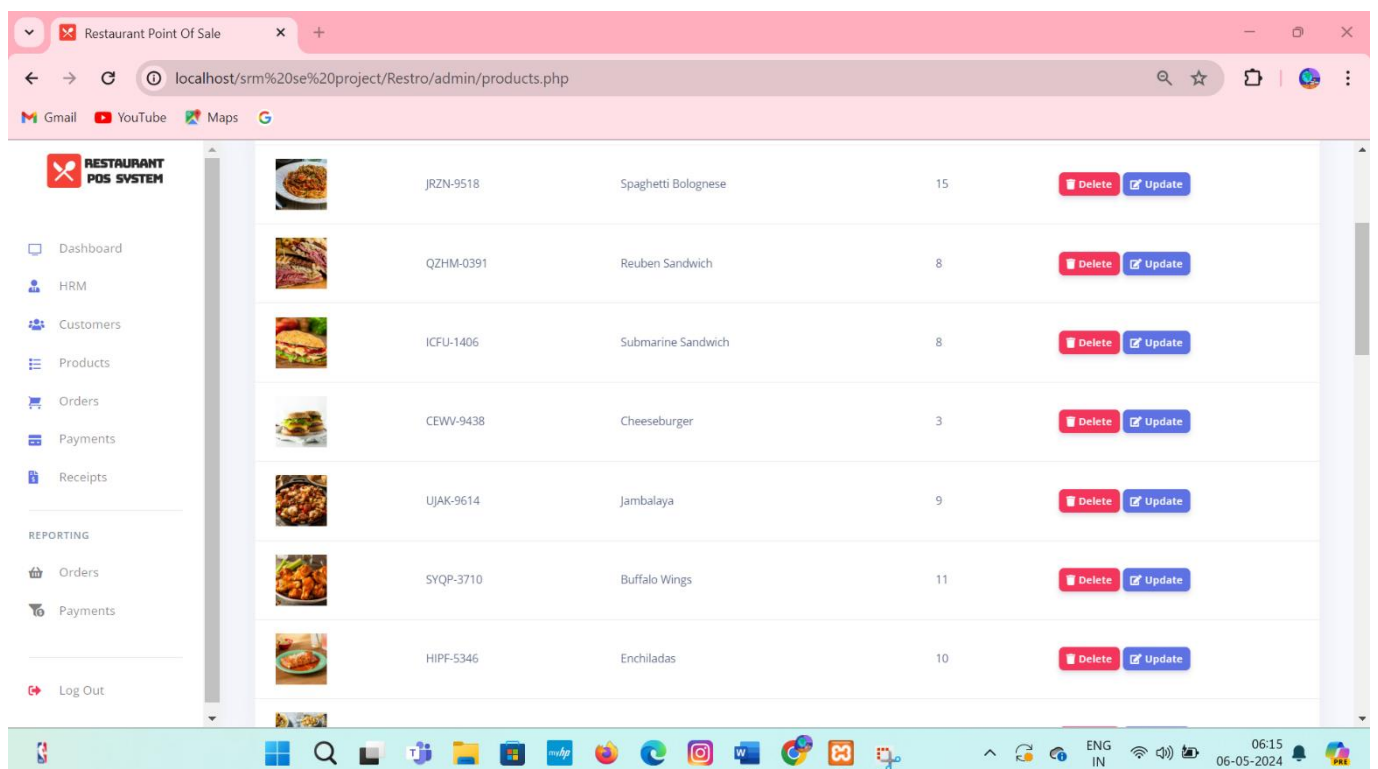 Restaurant Point Of Sale
localhost/srm%20se%20project/Restro/admin/products.php
Gmail YouTube Maps
RESTAURANT
POS SYSTEM
Dashboard
HRM
Customers
Products
Orders
Payments
Receipts
REPORTING
Orders
Payments
Log Out
JRZN-9518 Spaghetti Bolognese 15 Delete Update
QZHM-0391 Reuben Sandwich 8 Delete Update
ICFU-1406 Submarine Sandwich 8 Delete Update
CEWV-9438 Cheeseburger 3 Delete Update
UJAK-9614 Jambalaya 9 Delete Update
SYQP-3710 Buffalo Wings 11 Delete Update
HIPF-5346 Enchiladas 10 Delete Update
myhp
ENG
IN
06:15
06-05-2024
PRE